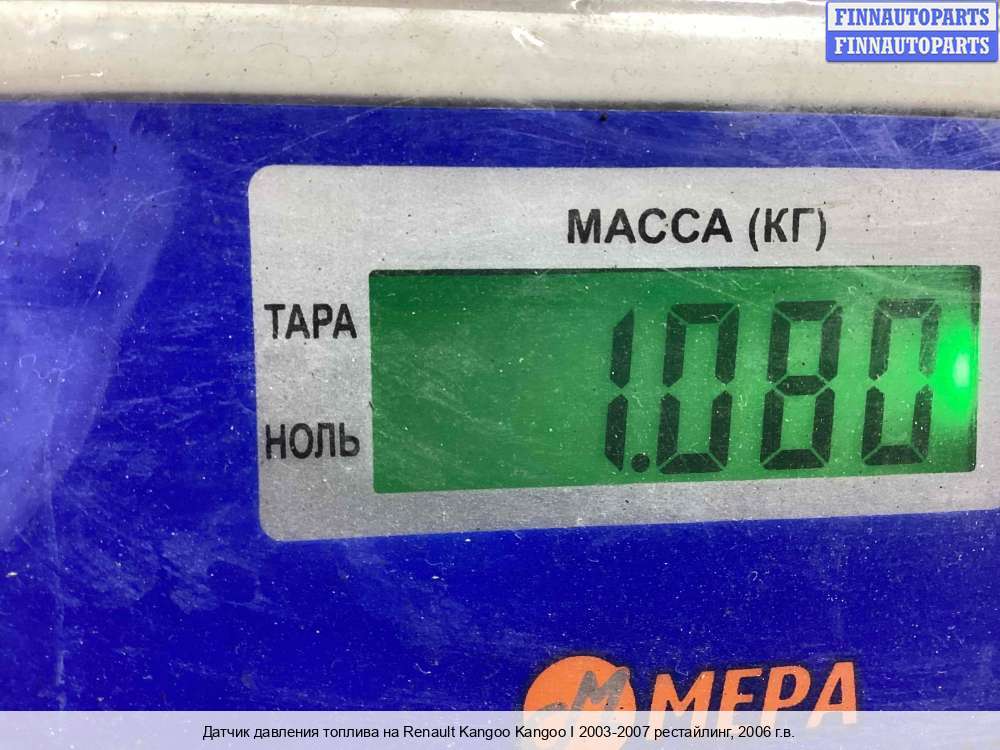 FINNAUTOPARTS
FINNAUTOPARTS
МАССА (КГ)
ТАРА
1.080
НОЛЬ
М МЕРА
Датчик давления топлива на Renault Kangoo Kangoo I 2003-2007 рестайлинг, 2006 г.в.